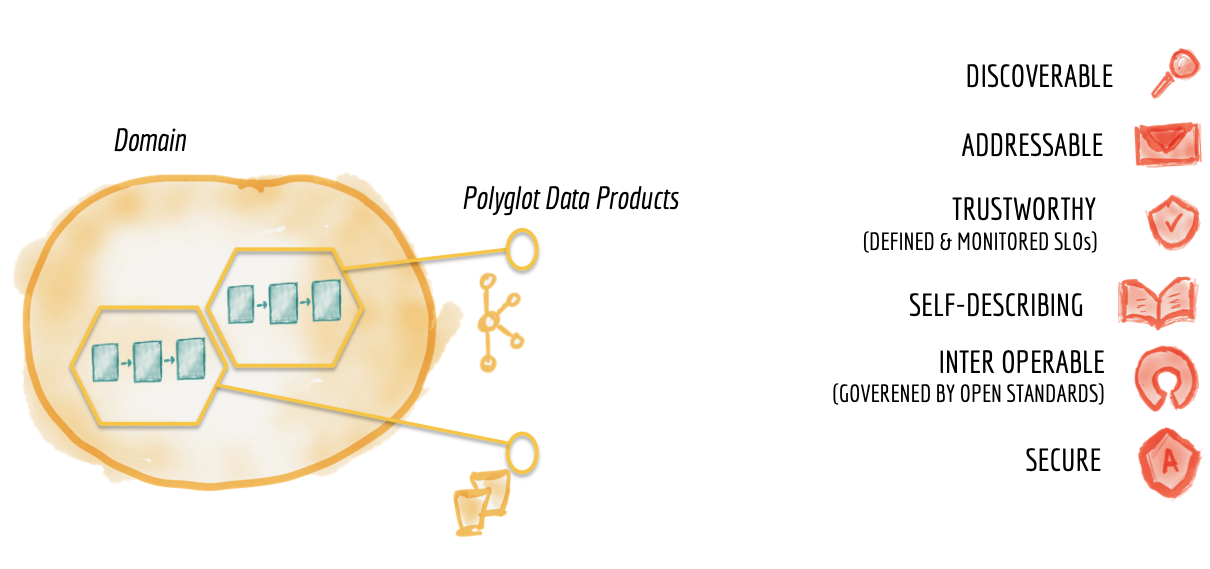 Domain
Polyglot Data Products
DISCOVERABLE
ADDRESSABLE
TRUSTWORTHY
(DEFINED & MONITORED SLOs)
SELF-DESCRIBING
INTER OPERABLE
(GOVERENED BY OPEN STANDARDS)
SECURE
A